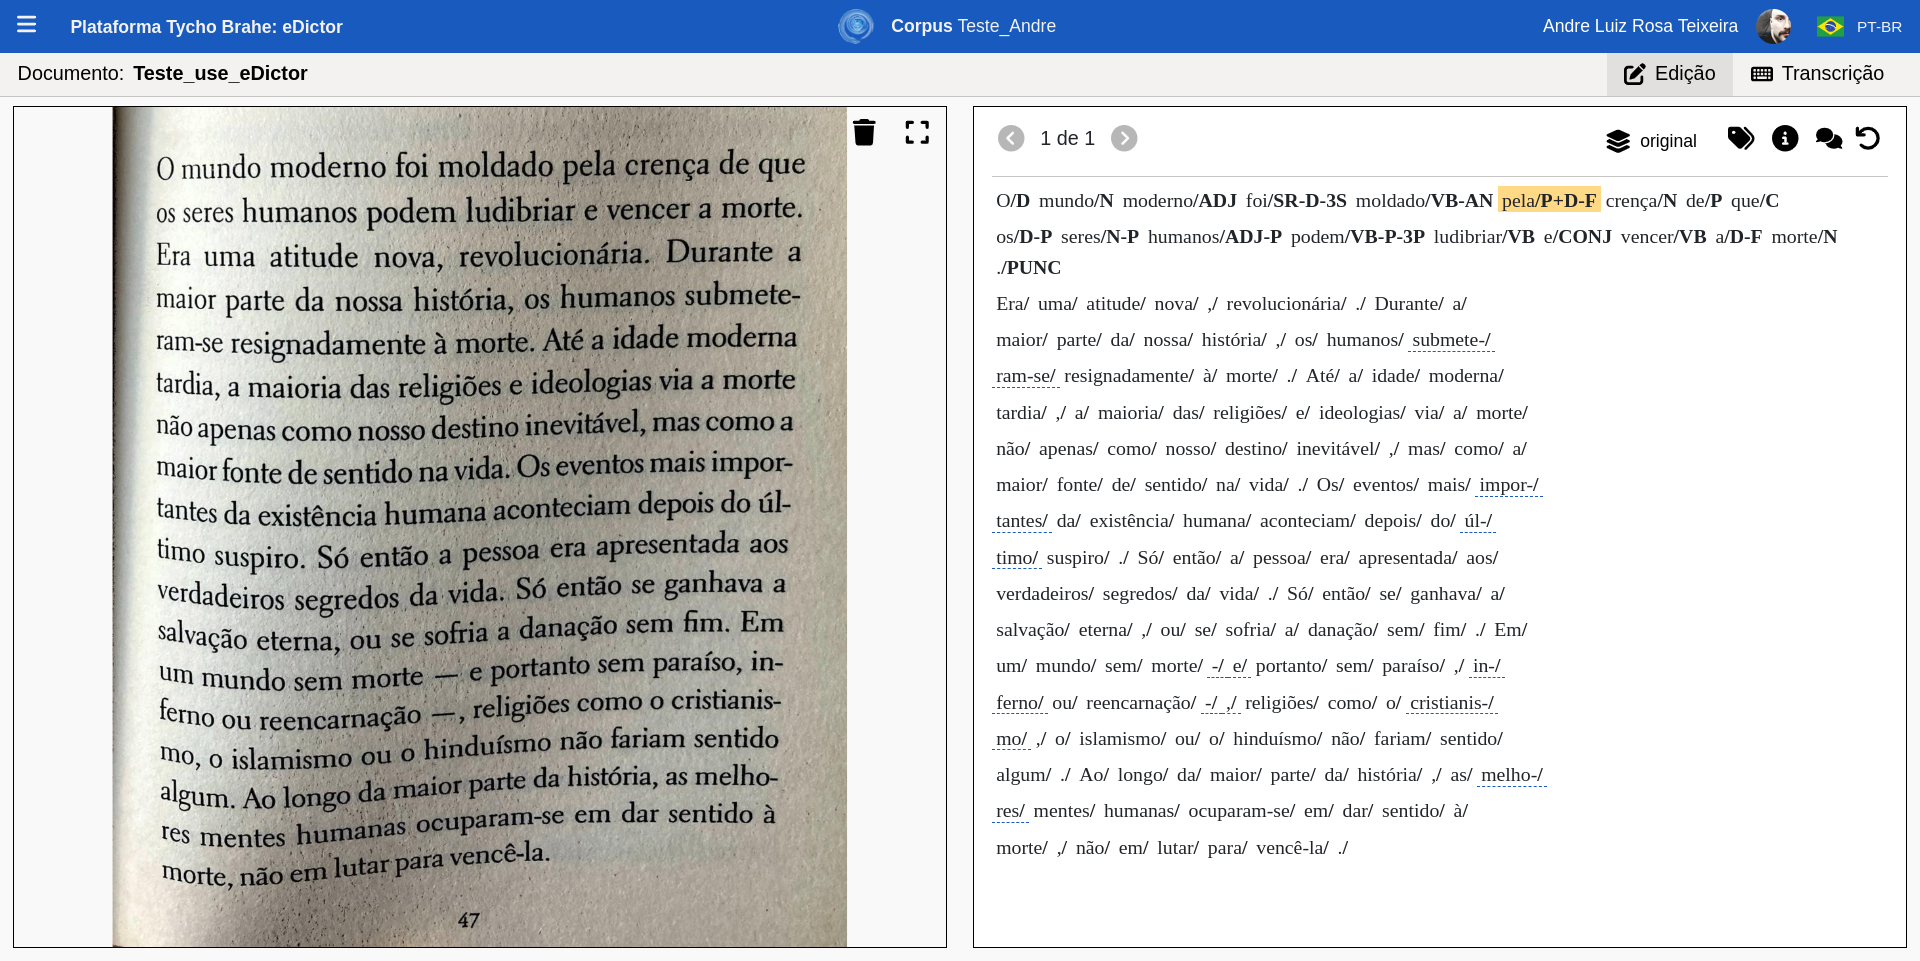 Plataforma Tycho Brahe: eDictor
Corpus Teste_Andre
Andre Luiz Rosa Teixeira
PT-BR
Documento: Teste_use_eDictor
Edição
Transcrição
O mundo moderno foi moldado pela crença de que
os seres humanos podem ludibriar e vencer a morte.
Era uma atitude nova, revolucionária. Durante a
maior parte da nossa história, os humanos submete-
ram-se resignadamente à morte. Até a idade moderna
tardia, a maioria das religiões e ideologias via a morte
não apenas como nosso destino inevitável, mas como a
maior fonte de sentido na vida. Os eventos mais impor-
tantes da existência humana aconteciam depois do úl-
timo suspiro. Só então a pessoa era apresentada aos
verdadeiros segredos da vida. Só então se ganhava a
salvação eterna, ou se sofria a danação sem fim. Em
um mundo sem morte — e portanto sem paraíso, in-
ferno ou reencarnação —, religiões como o cristianis-
mo, o islamismo ou o hinduísmo não fariam sentido
algum. Ao longo da maior parte da história, as melho-
res mentes humanas ocuparam-se em dar sentido à
morte, não em lutar para vencê-la.
47
1 de 1
original
O/D mundo/N moderno/ADJ foi/SR-D-3S moldado/VB-AN pela/P+D-F crença/N de/P que/C
os/D-P seres/N-P humanos/ADJ-P podem/VB-P-3P ludibriar/VB e/CONJ vencer/VB a/D-F morte/N
./PUNC
Era/ uma/ atitude/ nova/ ,/ revolucionária/ ./ Durante/ a/
maior/ parte/ da/ nossa/ história/ ,/ os/ humanos/ submete-/
ram-se/ resignadamente/ à/ morte/ ./ Até/ a/ idade/ moderna/
tardia/ ,/ a/ maioria/ das/ religiões/ e/ ideologias/ via/ a/ morte/
não/ apenas/ como/ nosso/ destino/ inevitável/ ,/ mas/ como/ a/
maior/ fonte/ de/ sentido/ na/ vida/ ./ Os/ eventos/ mais/ impor-/
tantes/ da/ existência/ humana/ aconteciam/ depois/ do/ úl-/
timo/ suspiro/ ./ Só/ então/ a/ pessoa/ era/ apresentada/ aos/
verdadeiros/ segredos/ da/ vida/ ./ Só/ então/ se/ ganhava/ a/
salvação/ eterna/ ,/ ou/ se/ sofria/ a/ danação/ sem/ fim/ ./ Em/
um/ mundo/ sem/ morte/ -/ e/ portanto/ sem/ paraíso/ ,/ in-/
ferno/ ou/ reencarnação/ -/ ,/ religiões/ como/ o/ cristianis-/
mo/ ,/ o/ islamismo/ ou/ o/ hinduísmo/ não/ fariam/ sentido/
algum/ ./ Ao/ longo/ da/ maior/ parte/ da/ história/ ,/ as/ melho-/
res/ mentes/ humanas/ ocuparam-se/ em/ dar/ sentido/ à/
morte/ ,/ não/ em/ lutar/ para/ vencê-la/ ./